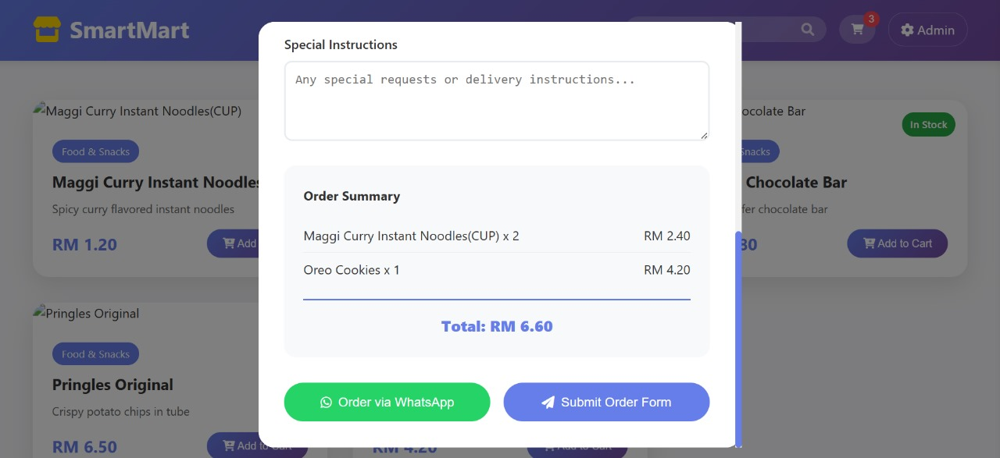 SmartMart
3
Admin
Special Instructions
Any special requests or delivery instructions...
Maggi Curry Instant Noodles(CUP)
Food & Snacks
Maggi Curry Instant Noodles
Spicy curry flavored instant noodles
RM 1.20
Add
ocolate Bar
In Stock
Snacks
Chocolate Bar
fer chocolate bar
30
Add to Cart
Order Summary
Maggi Curry Instant Noodles(CUP) x 2 RM 2.40
Oreo Cookies x 1 RM 4.20
Total: RM 6.60
Pringles Original
Food & Snacks
Pringles Original
Crispy potato chips in tube
RM 6.50
Add to Cart
RM 4.20
Add to Cart
Order via WhatsApp
Submit Order Form